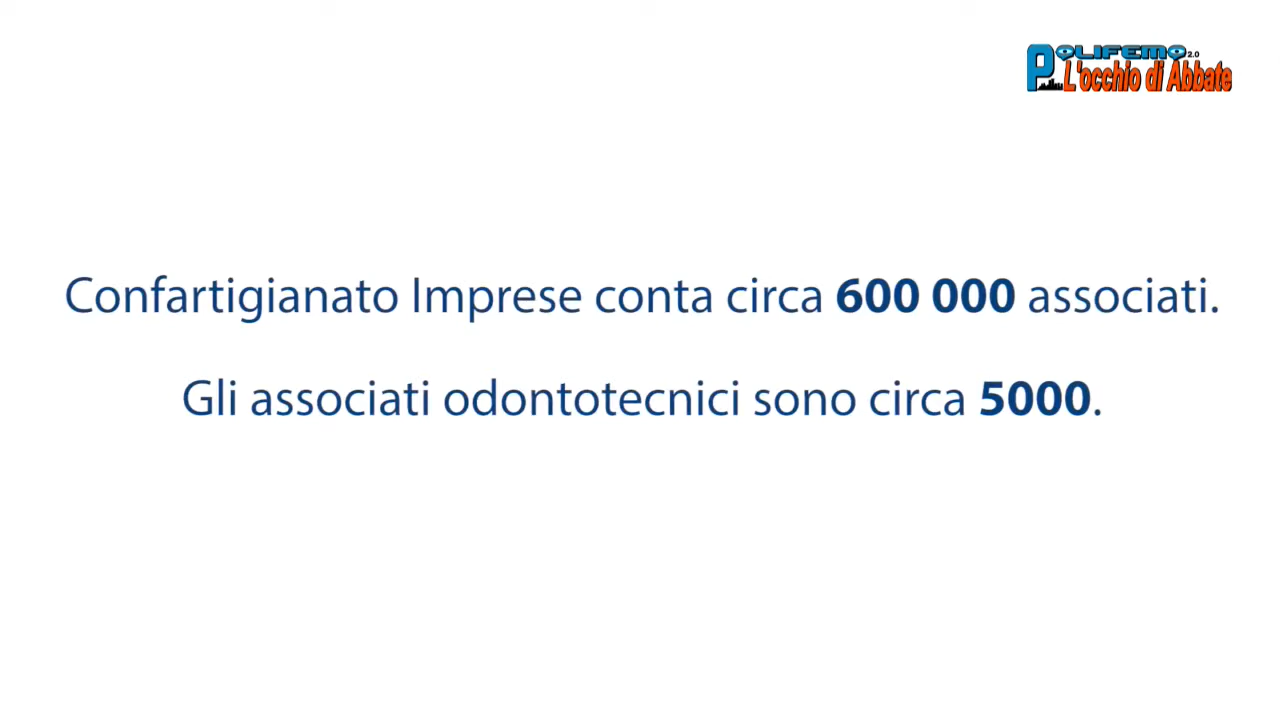 POLIFEMO 2.0
L'occhio di Abbate
Confartigianato Imprese conta circa 600 000 associati.
Gli associati odontotecnici sono circa 5000.